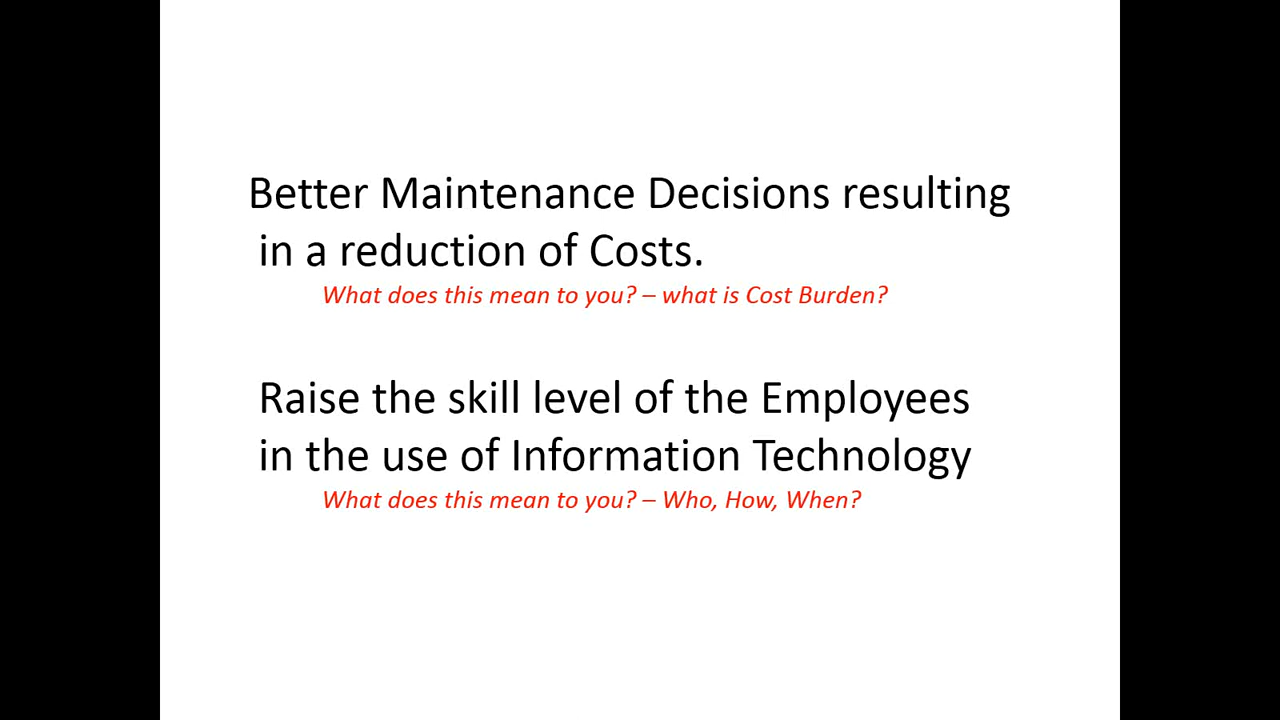 Better Maintenance Decisions resulting
in a reduction of Costs.
What does this mean to you? – what is Cost Burden?
Raise the skill level of the Employees
in the use of Information Technology
What does this mean to you? – Who, How, When?